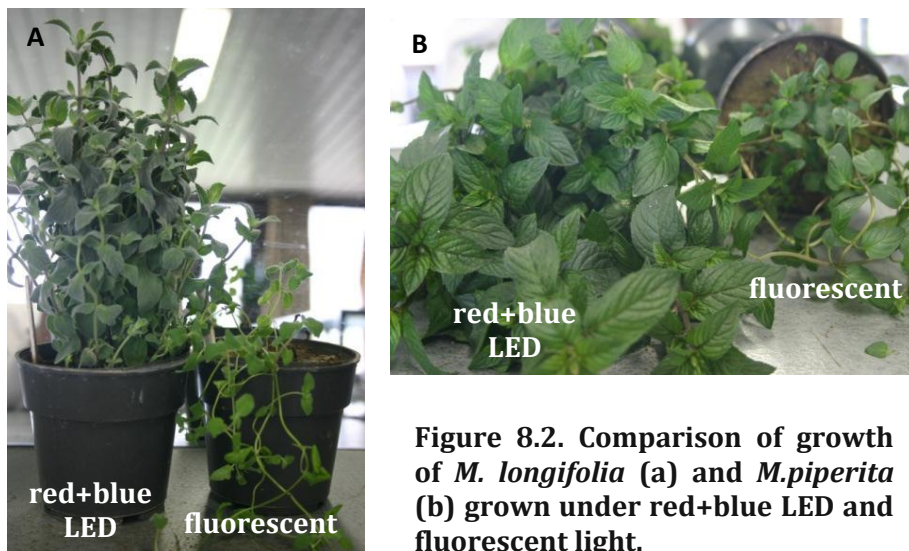 A
red+blue
LED
fluorescent
B
red+blue
LED
fluorescent
Figure 8.2. Comparison of growth
of M. longifolia (a) and M.piperita
(b) grown under red+blue LED and
fluorescent light.